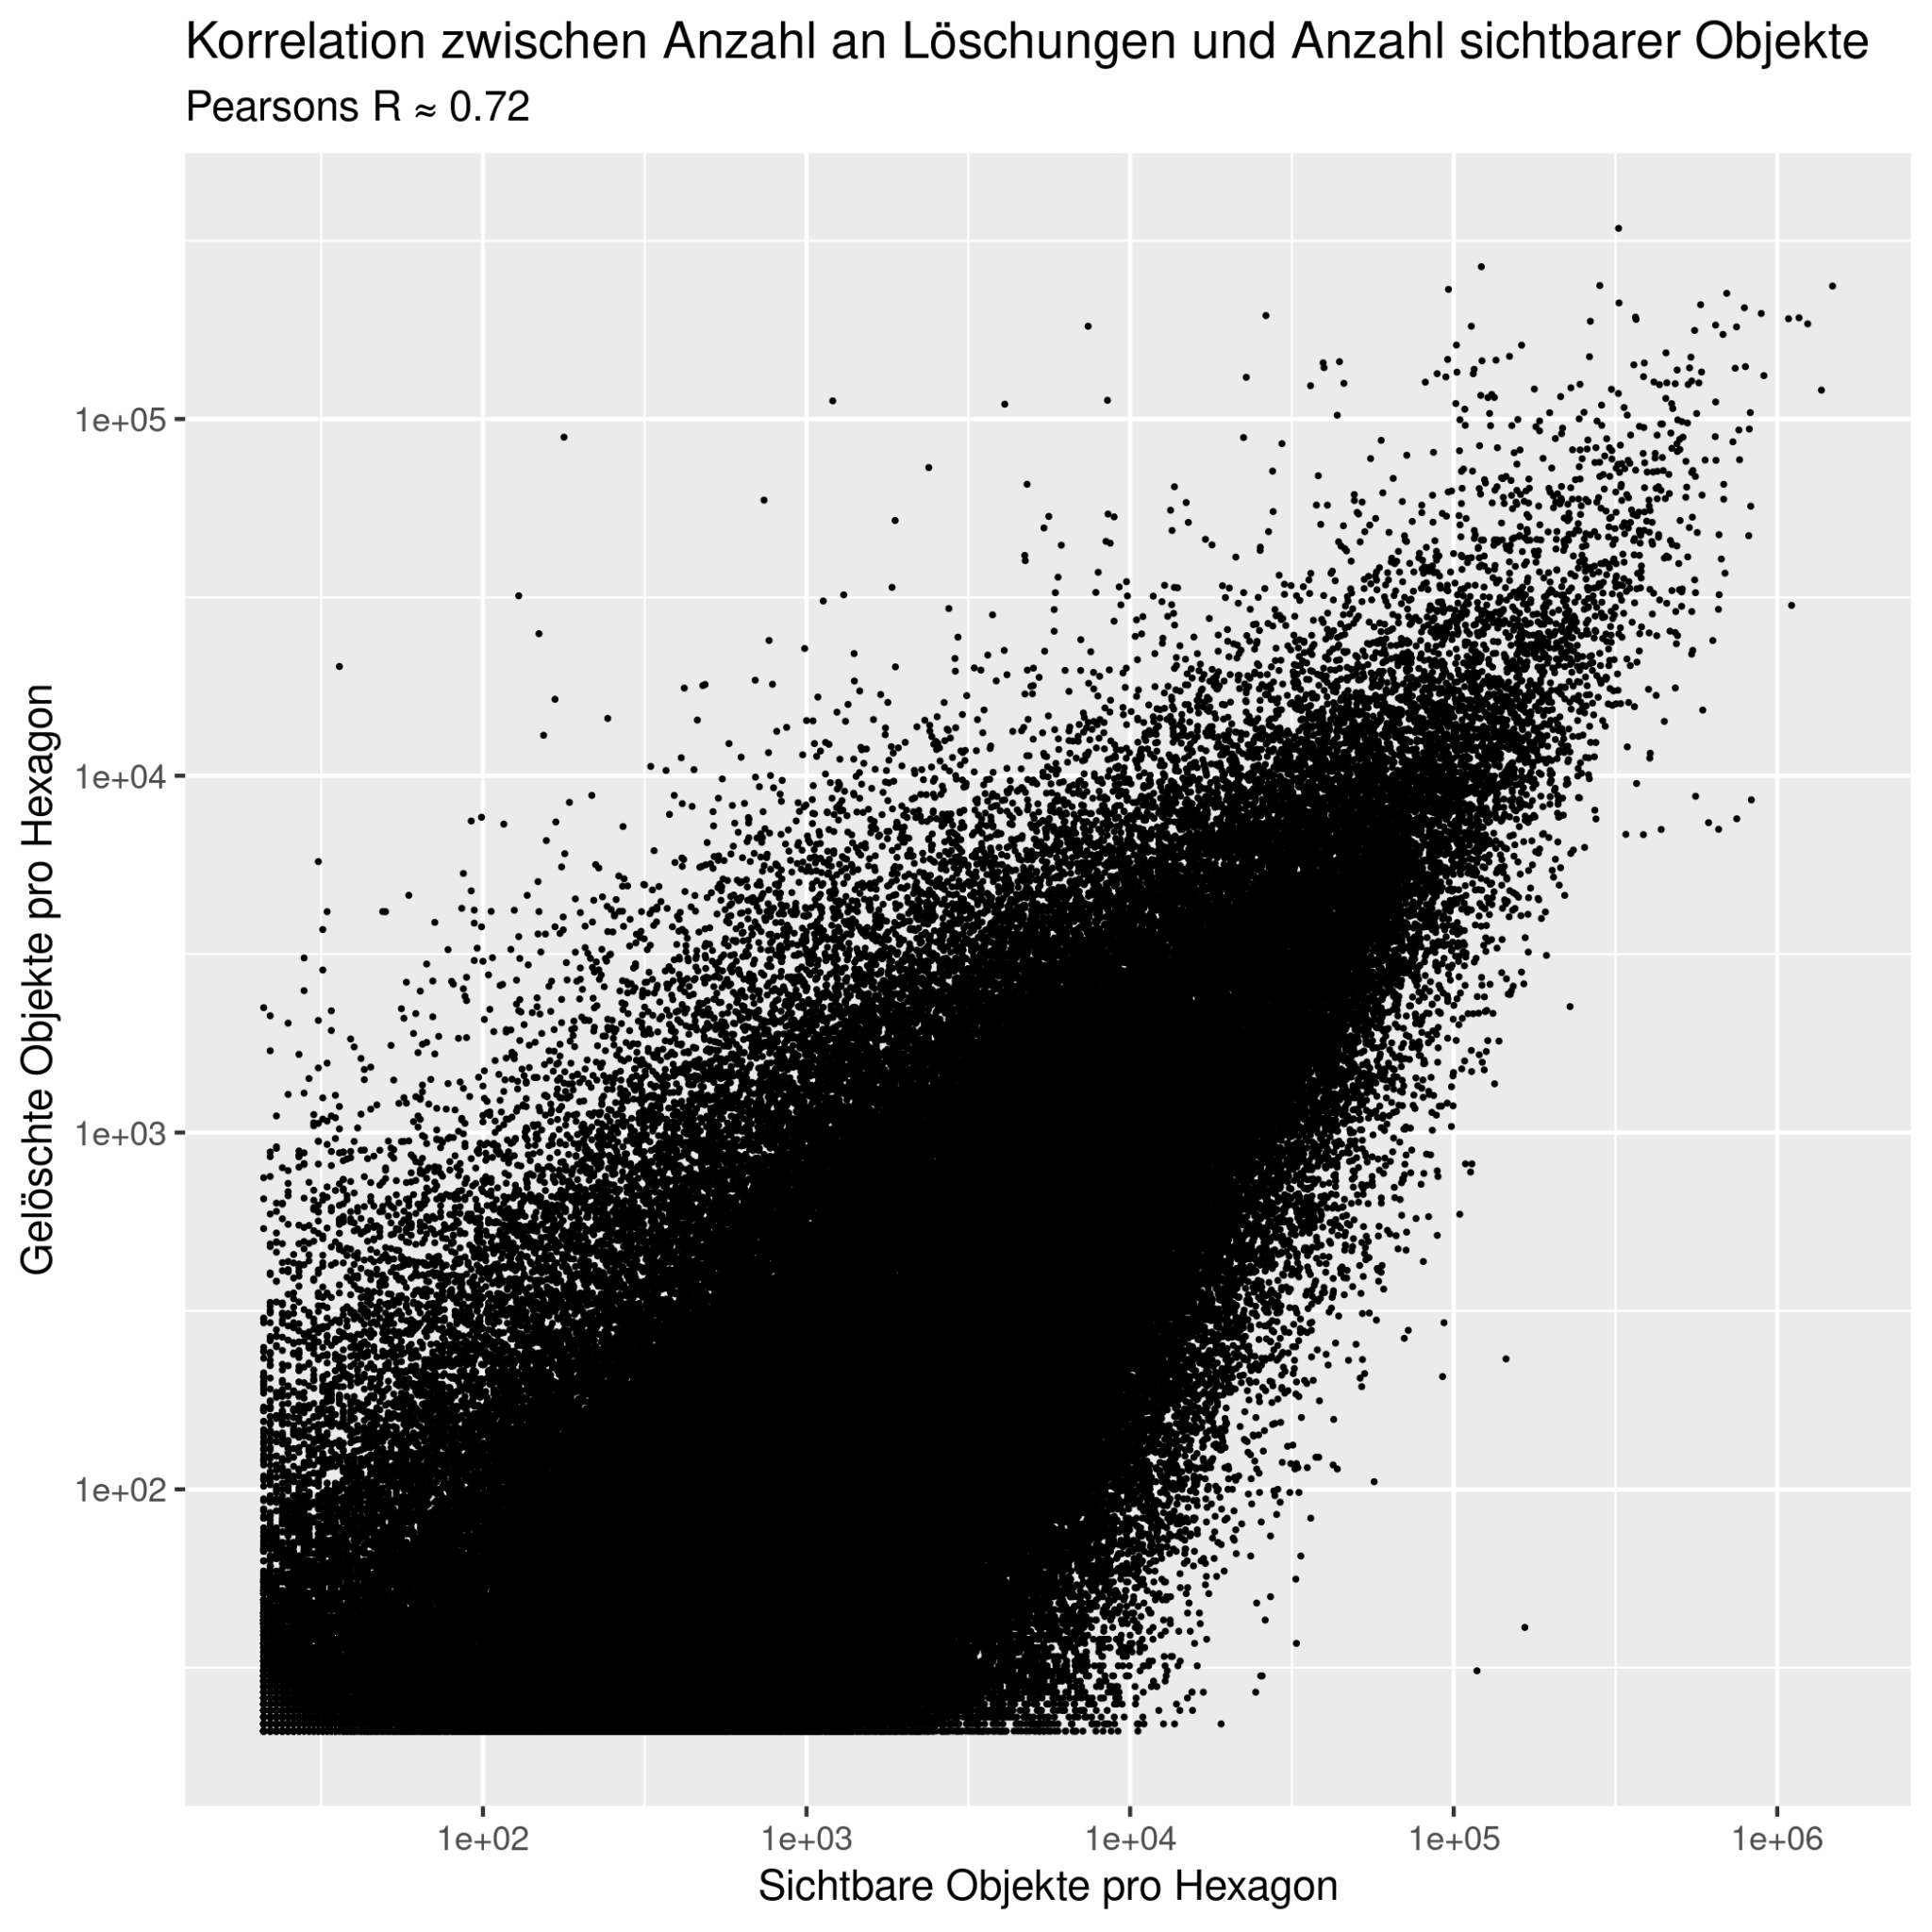 Korrelation zwischen Anzahl an Löschungen und Anzahl sichtbarer Objekte
Pearsons R ≈ 0.72
Gelöschte Objekte pro Hexagon
1e+05
1e+04
1e+03
1e+02
1e+02 1e+03 1e+04 1e+05 1e+06
Sichtbare Objekte pro Hexagon